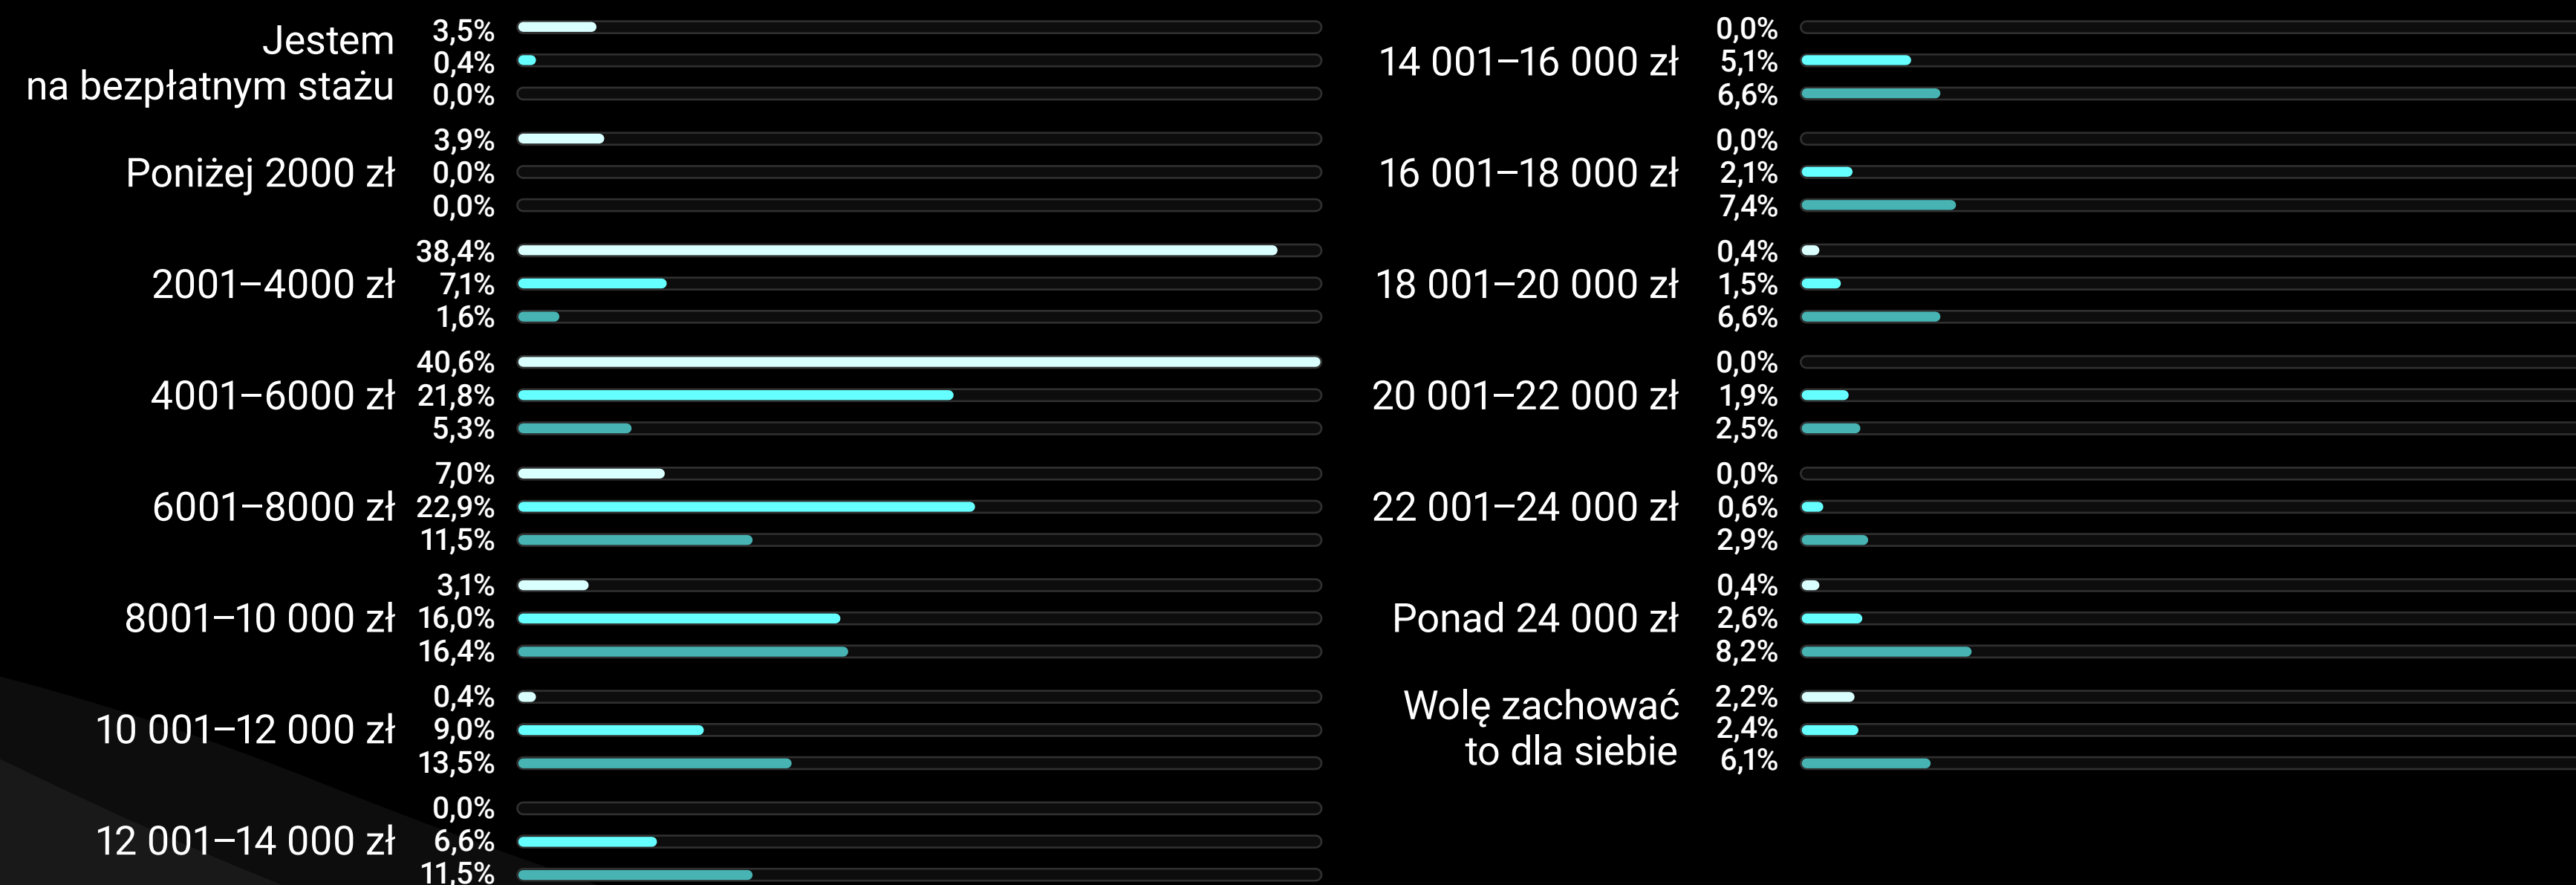 Jestem
na bezpłatnym stażu
3,5%
0,4%
0,0%
Poniżej 2000 zł
3,9%
0,0%
0,0%
2001–4000 zł
38,4%
7,1%
1,6%
4001–6000 zł
40,6%
21,8%
5,3%
6001–8000 zł
7,0%
22,9%
11,5%
8001–10 000 zł
3,1%
16,0%
16,4%
10 001–12 000 zł
0,4%
9,0%
13,5%
12 001–14 000 zł
0,0%
6,6%
11,5%
14 001–16 000 zł
0,0%
5,1%
6,6%
16 001–18 000 zł
0,0%
2,1%
7,4%
18 001–20 000 zł
0,4%
1,5%
6,6%
20 001–22 000 zł
0,0%
1,9%
2,5%
22 001–24 000 zł
0,0%
0,6%
2,9%
Ponad 24 000 zł
0,4%
2,6%
8,2%
Wolę zachować
to dla siebie
2,2%
2,4%
6,1%